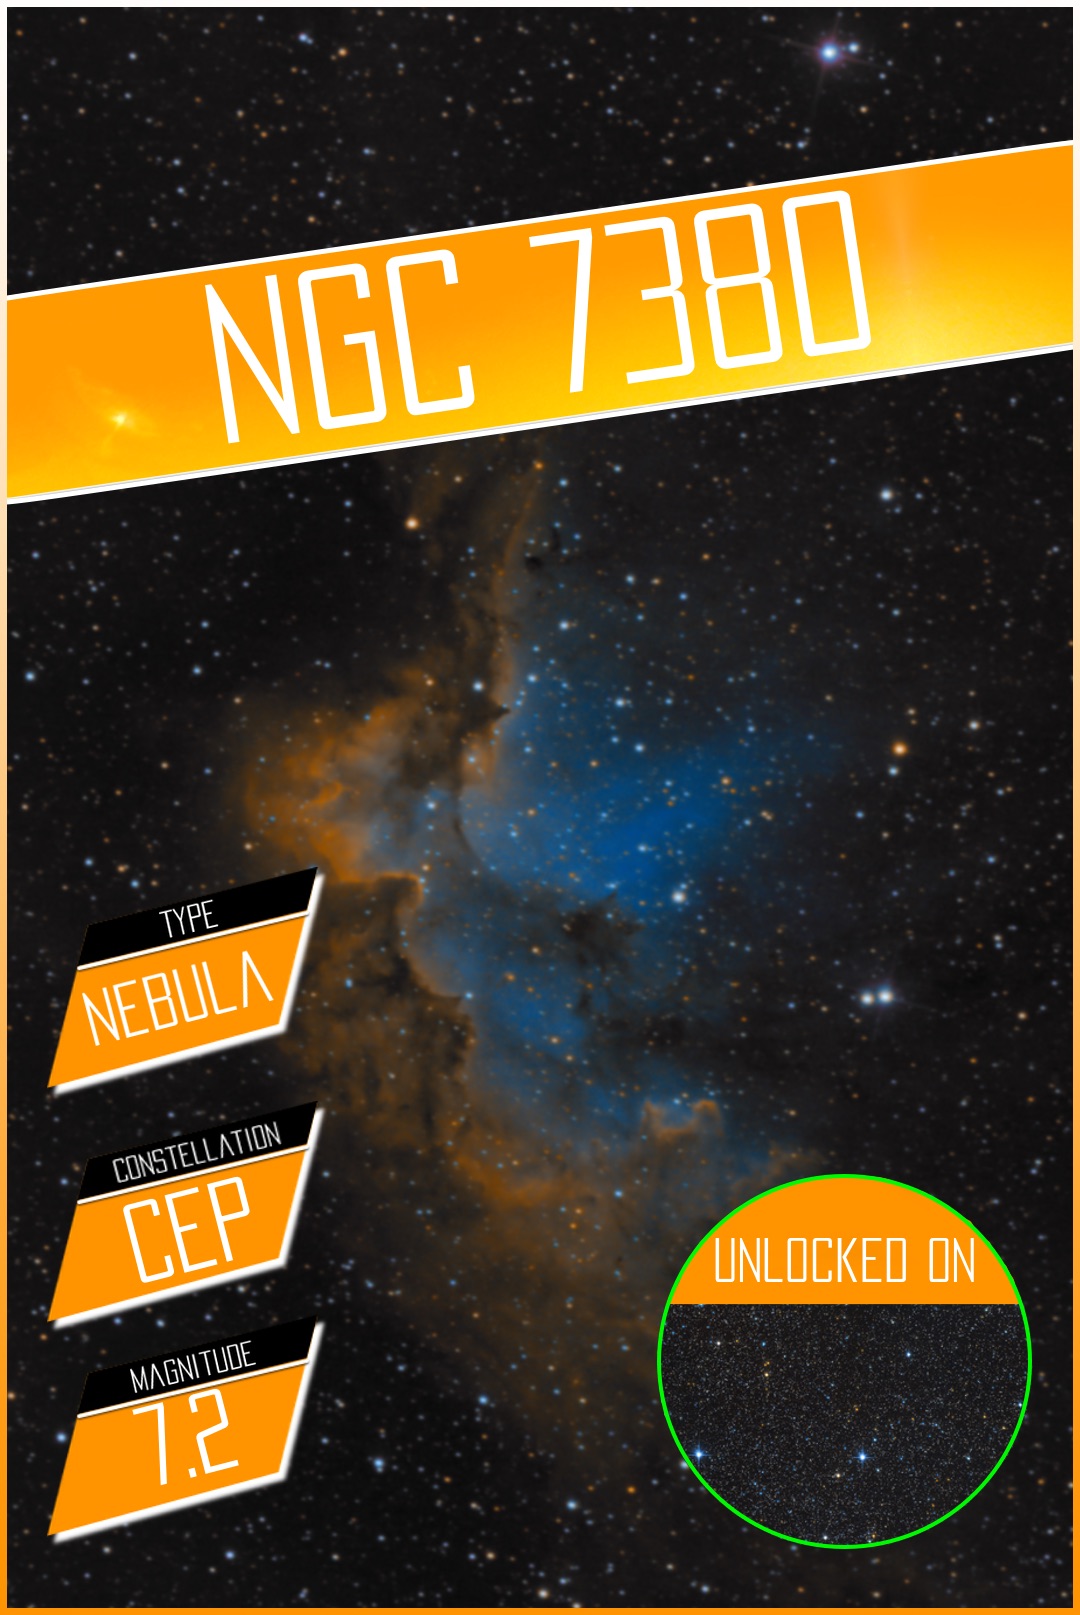 NGC 7380
TYPE
NEBULA
CONSTELLATION
CEP
MAGNITUDE
7.2
UNLOCKED ON